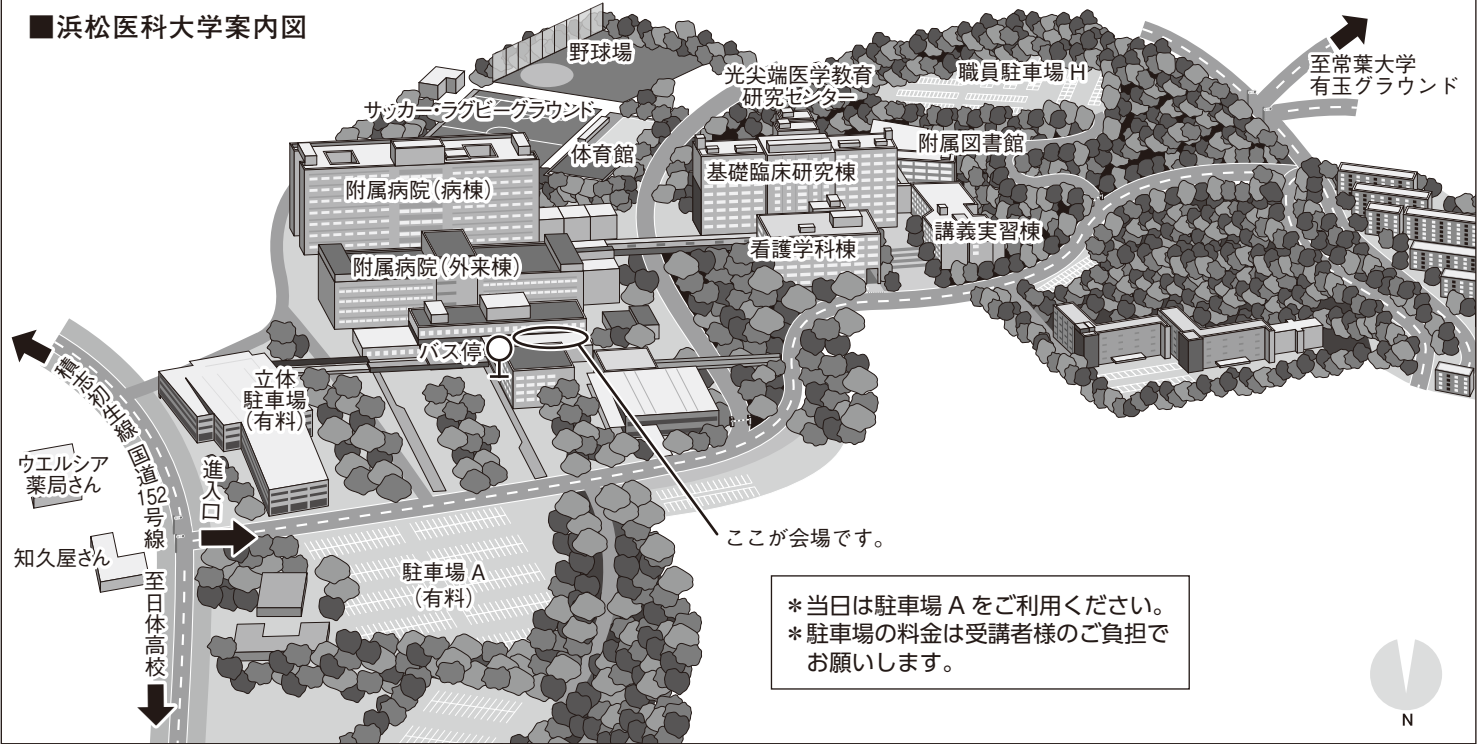 ■浜松医科大学案内図
野球場
サッカー・ラグビーグラウンド
体育館
光尖端医学教育
研究センター
職員駐車場 H
至常葉大学
有玉グラウンド
附属図書館
基礎臨床研究棟
附属病院(病棟)
講義実習棟
看護学科棟
附属病院(外来棟)
バス停
立体
駐車場
(有料)
積志初生線
国道152号線
ウエルシア
薬局さん
進入口
知久屋さん
至日体高校
駐車場 A
(有料)
ここが会場です。
*当日は駐車場 A をご利用ください。
*駐車場の料金は受講者様のご負担で
お願いします。
N